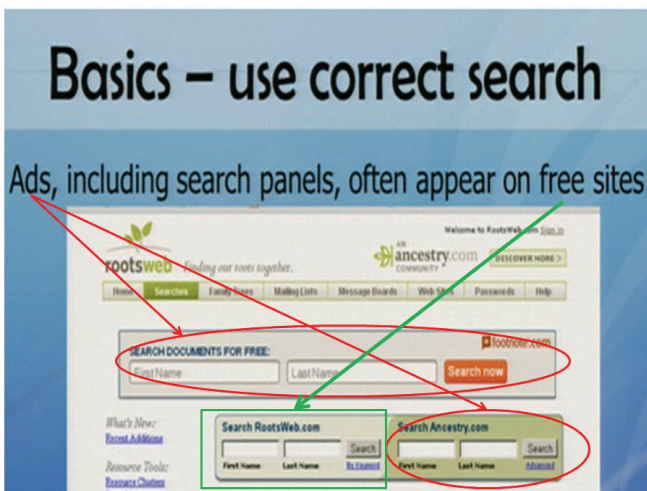 Basics – use correct search
Ads, including search panels, often appear on free sites
Welcome to RootsWeb.com Sign in
rootsweb Finding our roots together.
AN
ancestry.com
COMMUNITY
DISCOVER MORE >
Home Searches Family Trees Mailing Lists Message Boards Web Sites Passwords Help
footnote.com
SEARCH DOCUMENTS FOR FREE:
First Name Last Name Search now
What's New:
Recent Additions
Resource Tools:
Resource Clusters
Search RootsWeb.com
Search
First Name Last Name By Keyword
Search Ancestry.com
Search
First Name Last Name Advanced